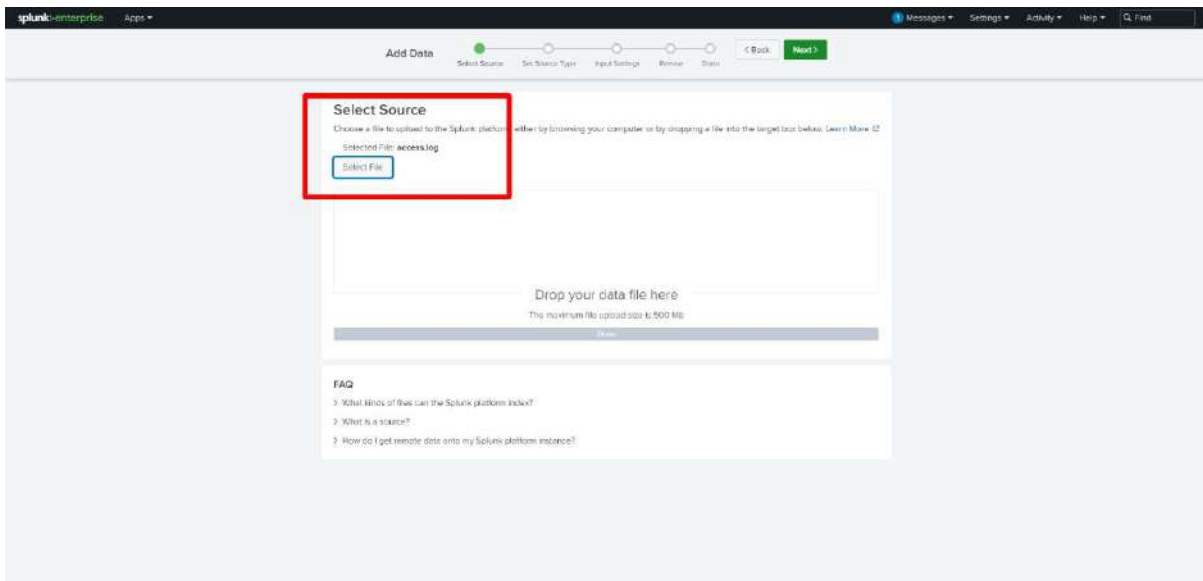 splunk>enterprise Apps
1 Messages Settings Activity Help Find
Add Data
Select Source Set Source Type Input Settings Review Done
< Back Next >
Select Source
Choose a file to upload to the Splunk platform, either by browsing your computer or by dropping a file into the target box below. Learn More
Selected File: access.log
Select File
Drop your data file here
The maximum file upload size is 500 Mb
Done
FAQ
> What kinds of files can the Splunk platform index?
> What is a source?
> How do I get remote data onto my Splunk platform instance?